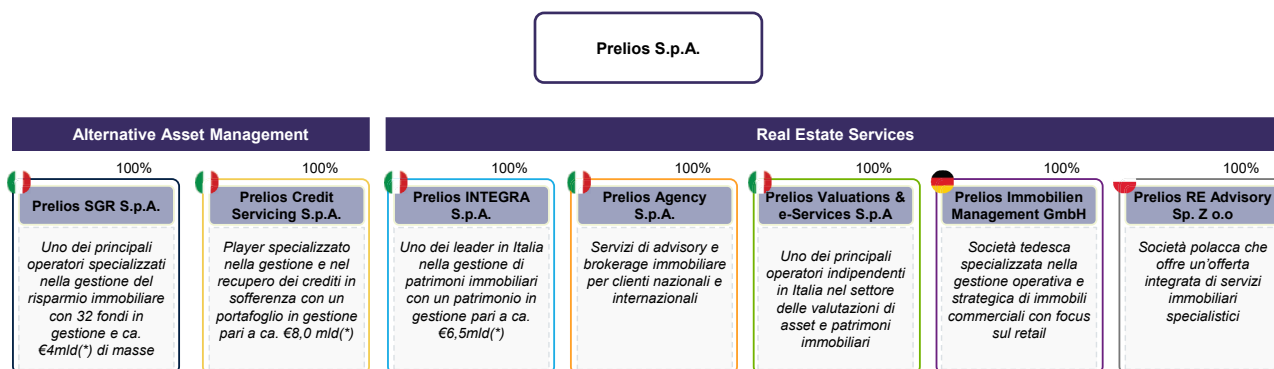 Prelios S.p.A.
Alternative Asset Management
Real Estate Services
100%
Prelios SGR S.p.A.
Uno dei principali
operatori specializzati
nella gestione del
risparmio immobiliare
con 32 fondi in
gestione e ca.
€4mld(*) di masse
100%
Prelios Credit
Servicing S.p.A.
Player specializzato
nella gestione e nel
recupero dei crediti in
sofferenza con un
portafoglio in gestione
pari a ca. €8,0 mld(*)
100%
Prelios INTEGRA
S.p.A.
Uno dei leader in Italia
nella gestione di
patrimoni immobiliari
con un patrimonio in
gestione pari a ca.
€6,5mld(*)
100%
Prelios Agency
S.p.A.
Servizi di advisory e
brokerage immobiliare
per clienti nazionali e
internazionali
100%
Prelios Valuations &
e-Services S.p.A
Uno dei principali
operatori indipendenti
in Italia nel settore
delle valutazioni di
asset e patrimoni
immobiliari
100%
Prelios Immobilien
Management GmbH
Società tedesca
specializzata nella
gestione operativa e
strategica di immobili
commerciali con focus
sul retail
100%
Prelios RE Advisory
Sp. Z o.o
Società polacca che
offre un'offerta
integrata di servizi
immobiliari
specialistici